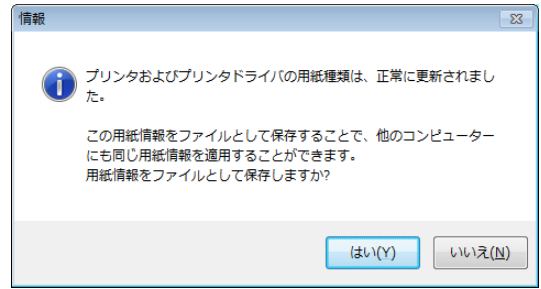 情報
プリンタおよびプリンタドライバの用紙種類は、正常に更新されまし
た。
この用紙情報をファイルとして保存することで、他のコンピューター
にも同じ用紙情報を適用することができます。
用紙情報をファイルとして保存しますか?
はい(Y) いいえ(N)